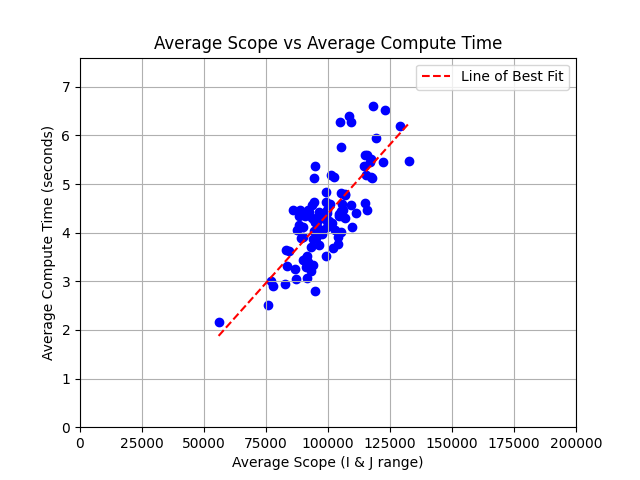 Average Scope vs Average Compute Time
Line of Best Fit
Average Compute Time (seconds)
7
6
5
4
3
2
1
0
0 25000 50000 75000 100000 125000 150000 175000 200000
Average Scope (I & J range)